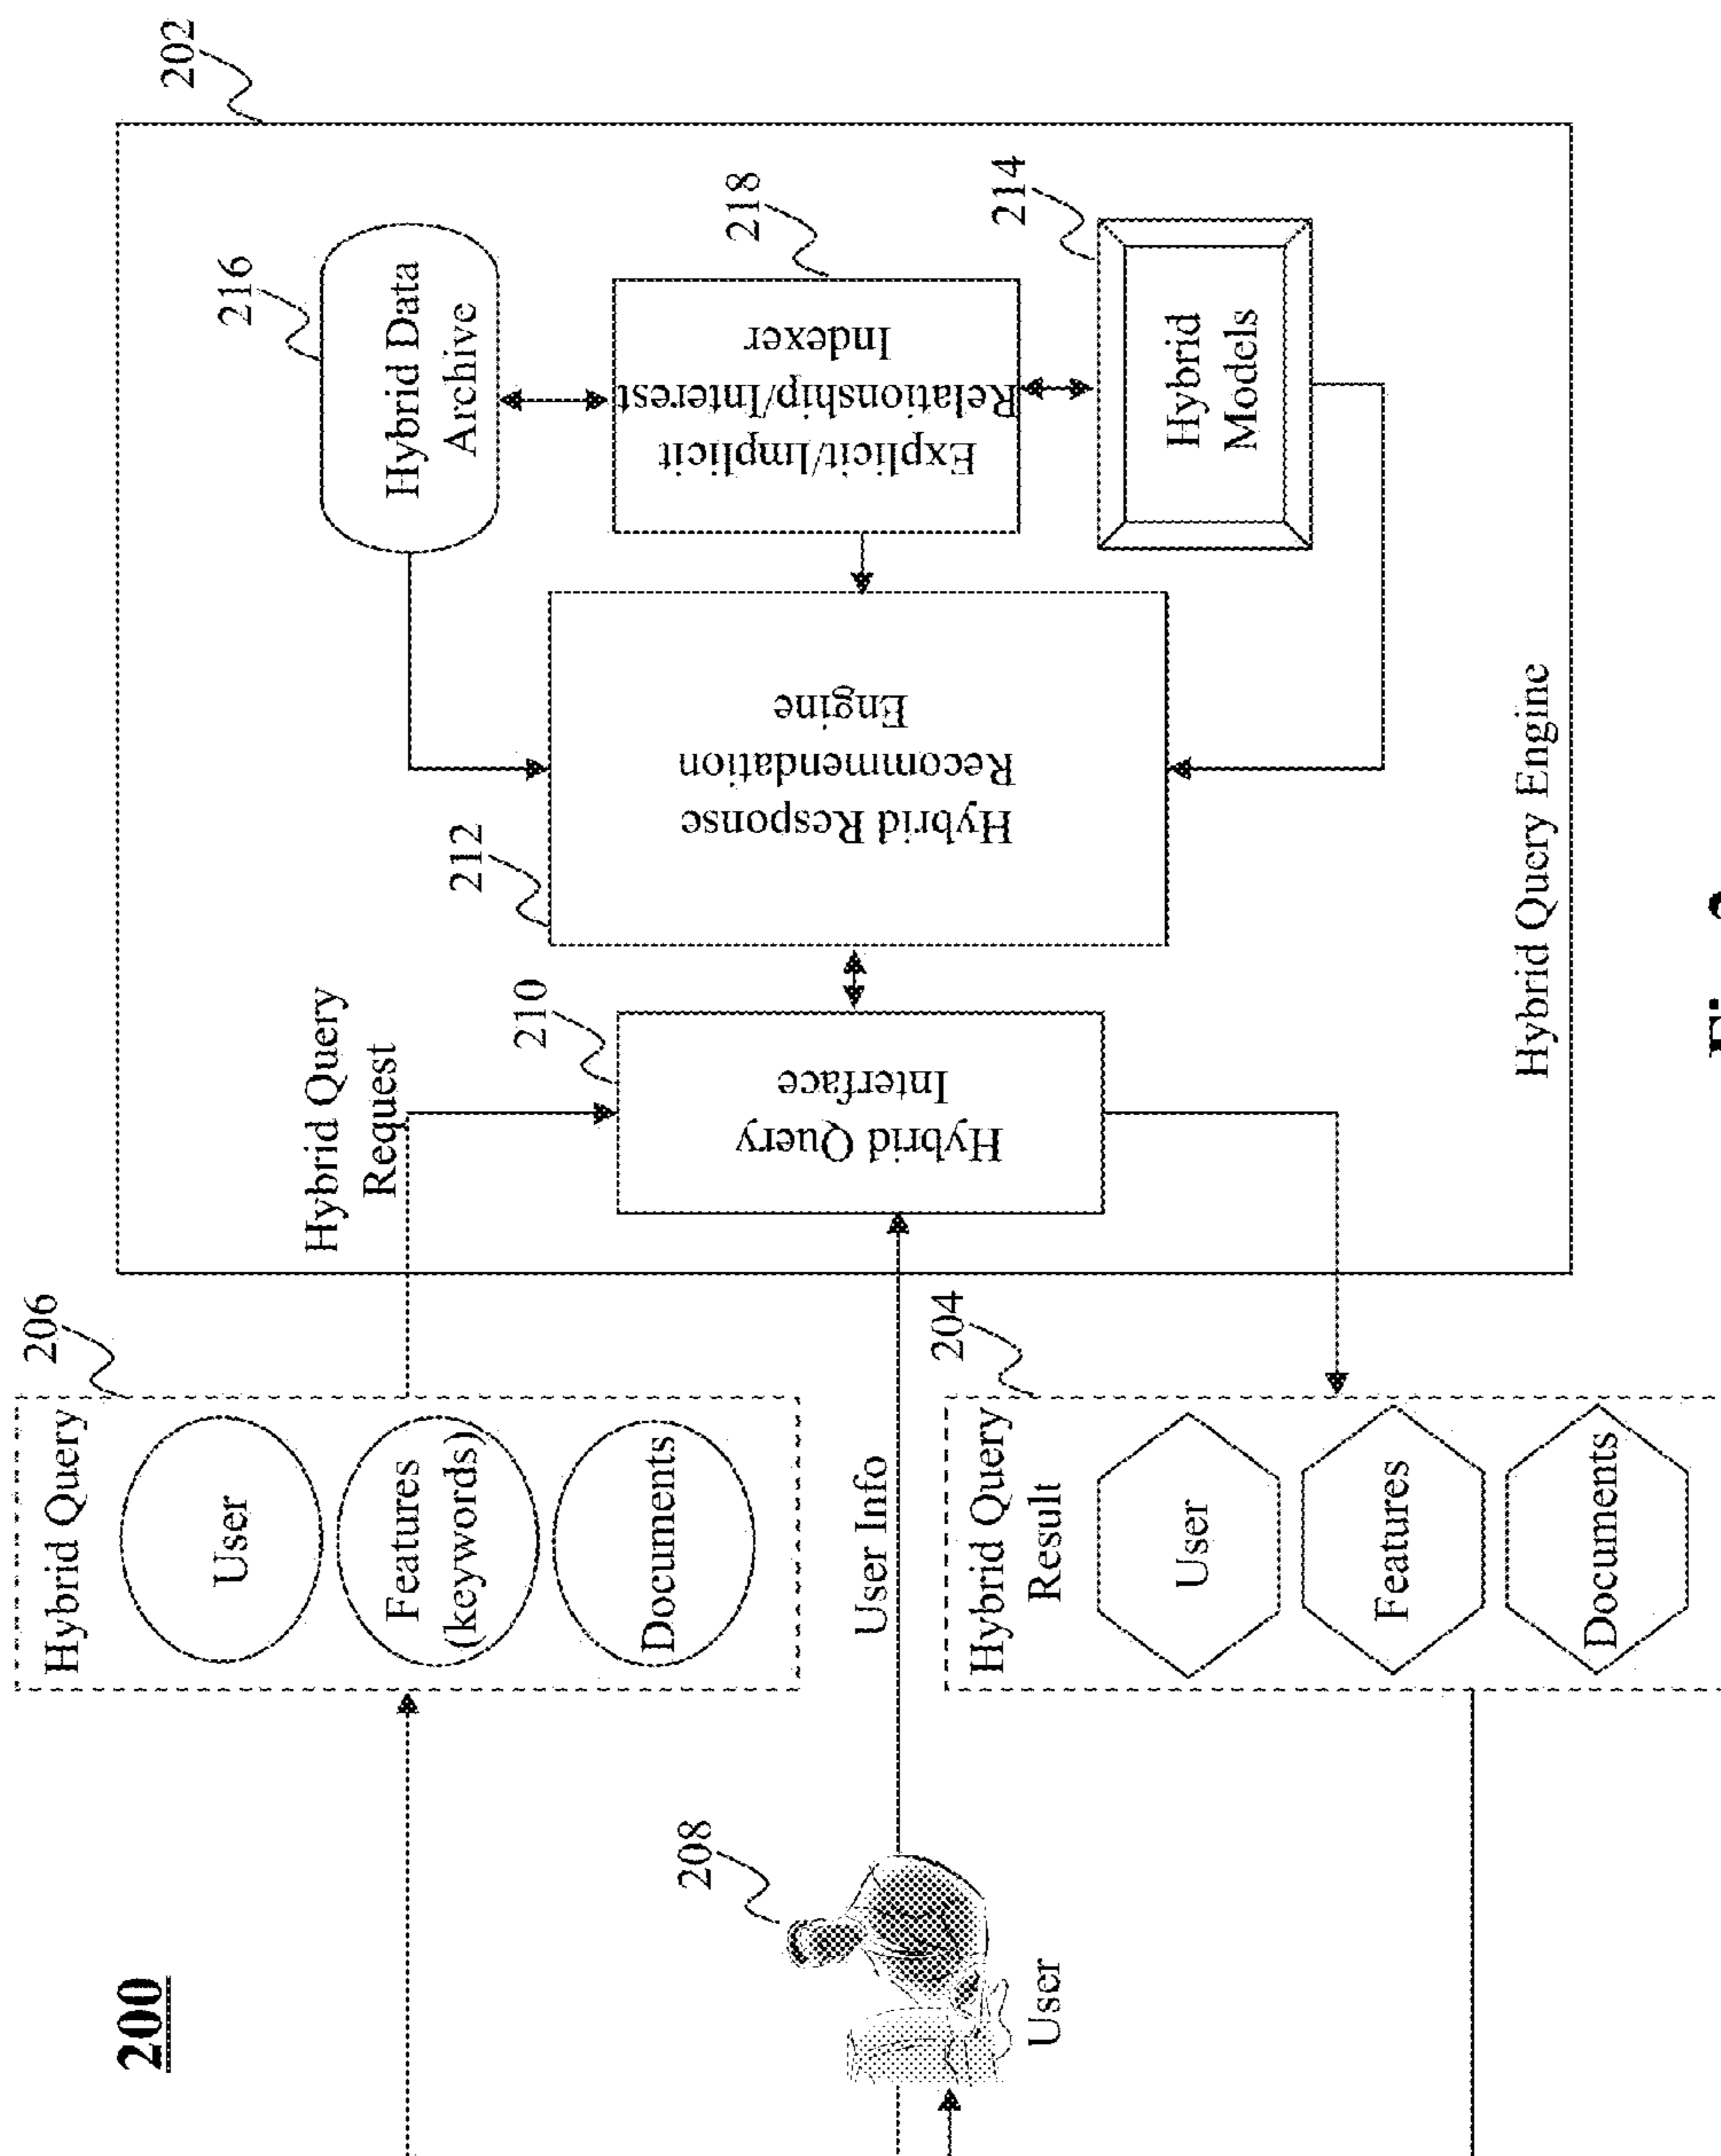 200
202
206
Hybrid Query
User
Features
(keywords)
Documents
Hybrid Query
Request
216
Hybrid Data
Archive
218
Explicit/Implicit
Relationship/Interest
Indexer
214
Hybrid
Models
212
Hybrid Response
Recommendation
Engine
210
Hybrid Query
Interface
208
User
User Info
204
Hybrid Query
Result
User
Features
Documents
Hybrid Query Engine